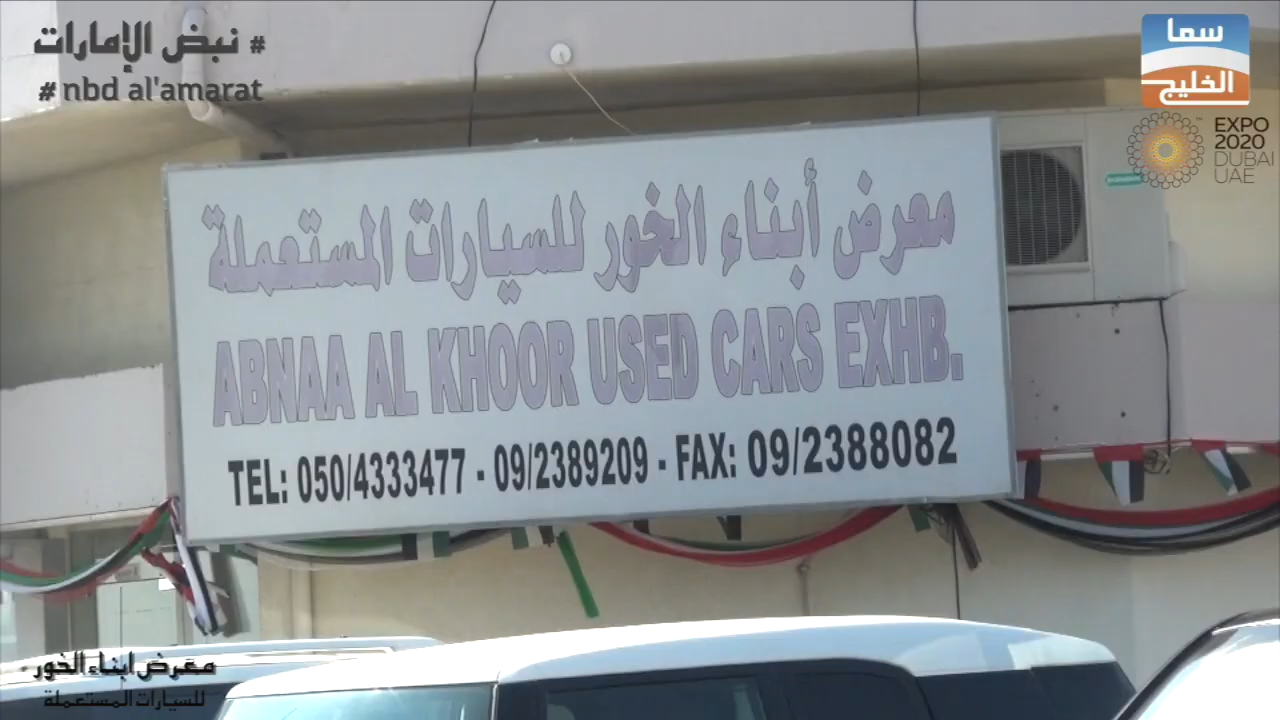 # نبض الإمارات
# nbd al'amarat
سما
الخليج
EXPO
2020
DUBAI
UAE
معرض أبناء الخور للسيارات المستعملة
ABNAA AL KHOOR USED CARS EXHB.
TEL: 050/4333477 - 09/2389209 - FAX: 09/2388082
معرض ابناء الخور
للسيارات المستعملة